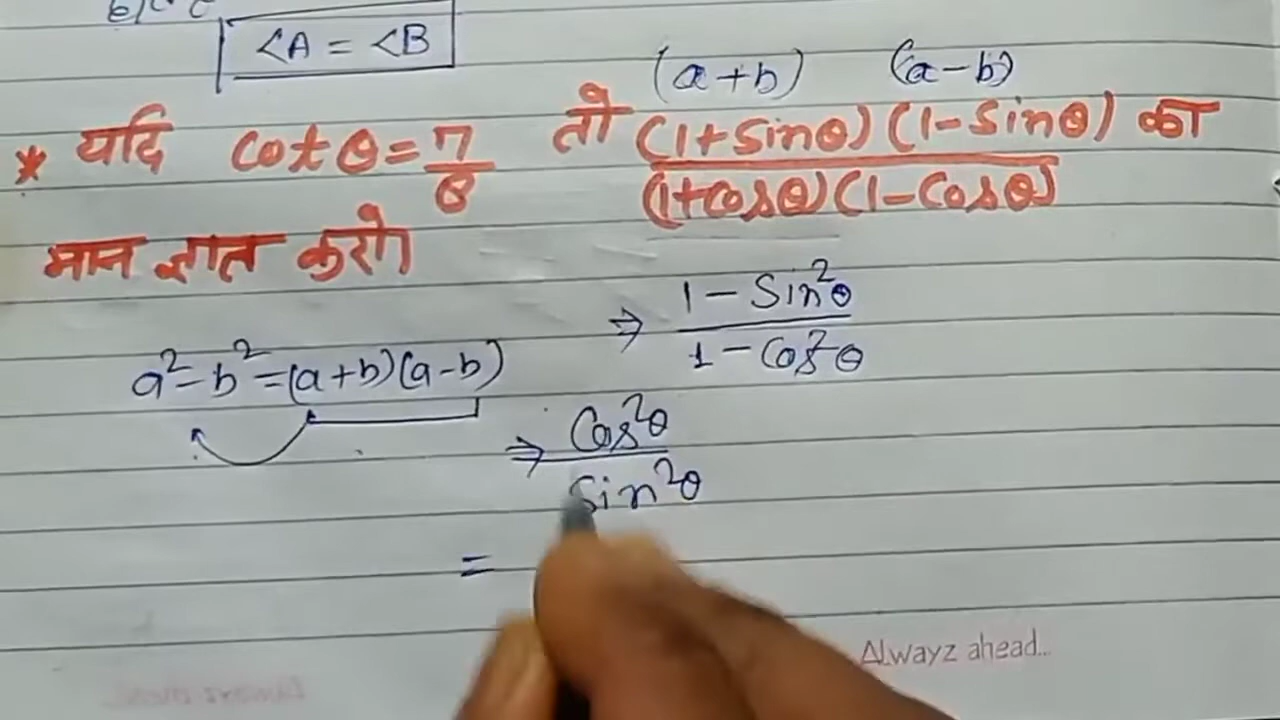 <A = <B
(a+b) (a-b)
* यदि cot θ = 7/8 तो (1+Sinθ)(1-Sinθ)/(1+Cosθ)(1-Cosθ) का
मान ज्ञात करो।
⇒ 1 - Sin²θ/1 - Cos²θ
a² - b² = (a+b)(a-b)
⇒ Cos²θ/Sin²θ
=
Alwayz ahead...